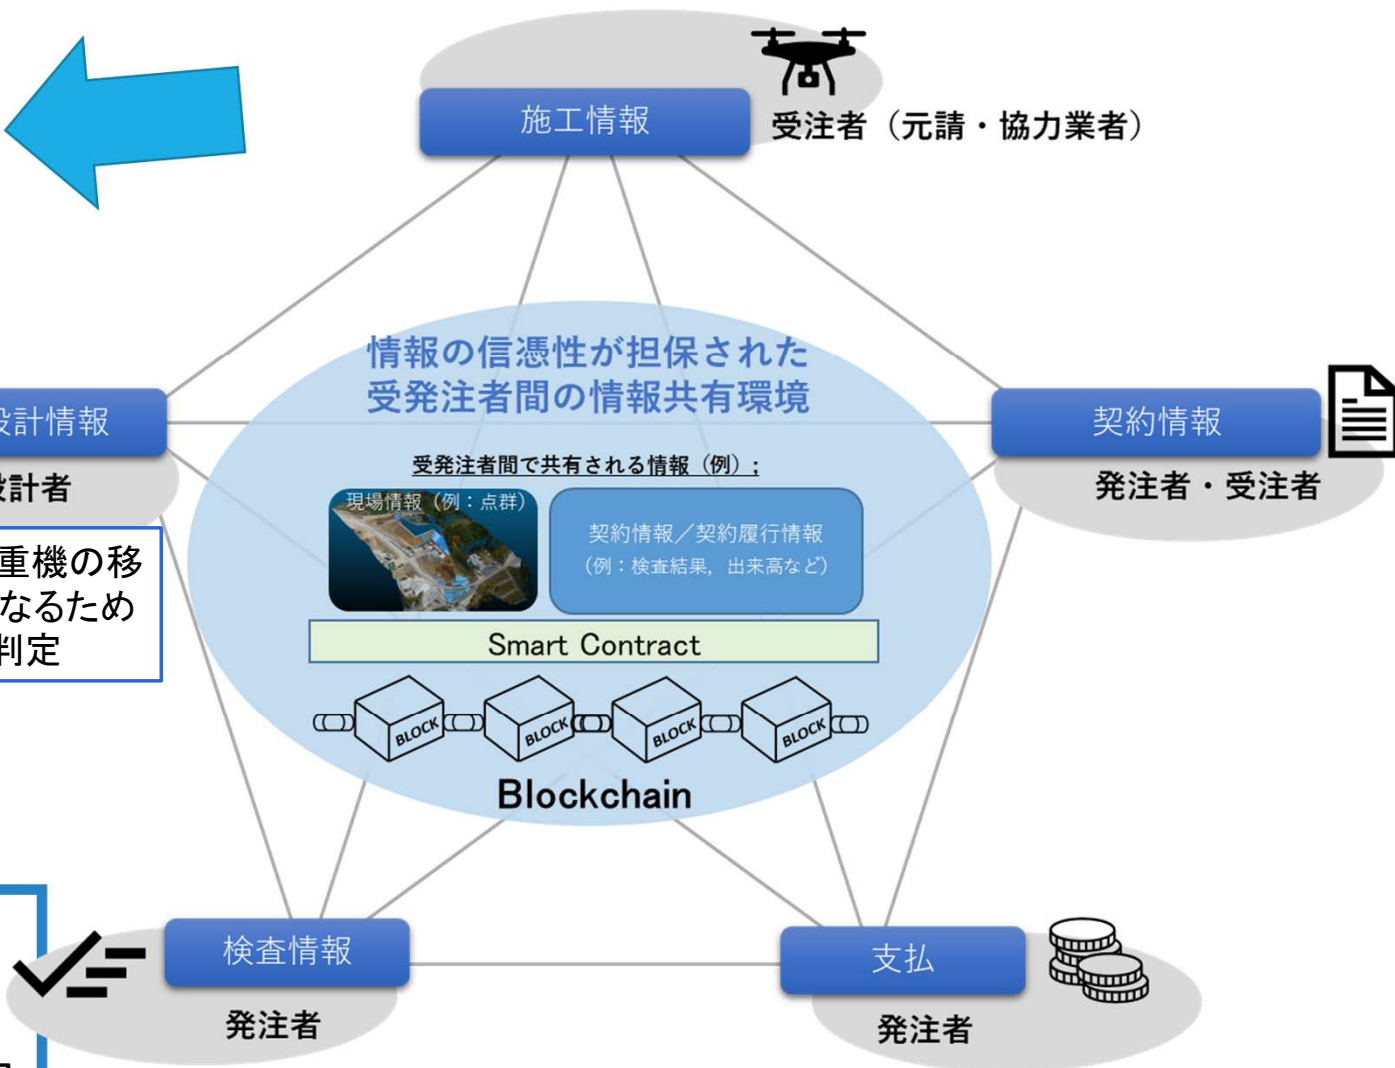 施工情報
受注者（元請・協力業者）
情報の信憑性が担保された
受発注者間の情報共有環境
設計情報
設計者
契約情報
発注者・受注者
受発注者間で共有される情報（例）；
現場情報（例：点群）
契約情報／契約履行情報
（例：検査結果，出来高など）
重機の移
なるため
判定
Smart Contract
BLOCK BLOCK BLOCK BLOCK
Blockchain
検査情報
発注者
支払
発注者